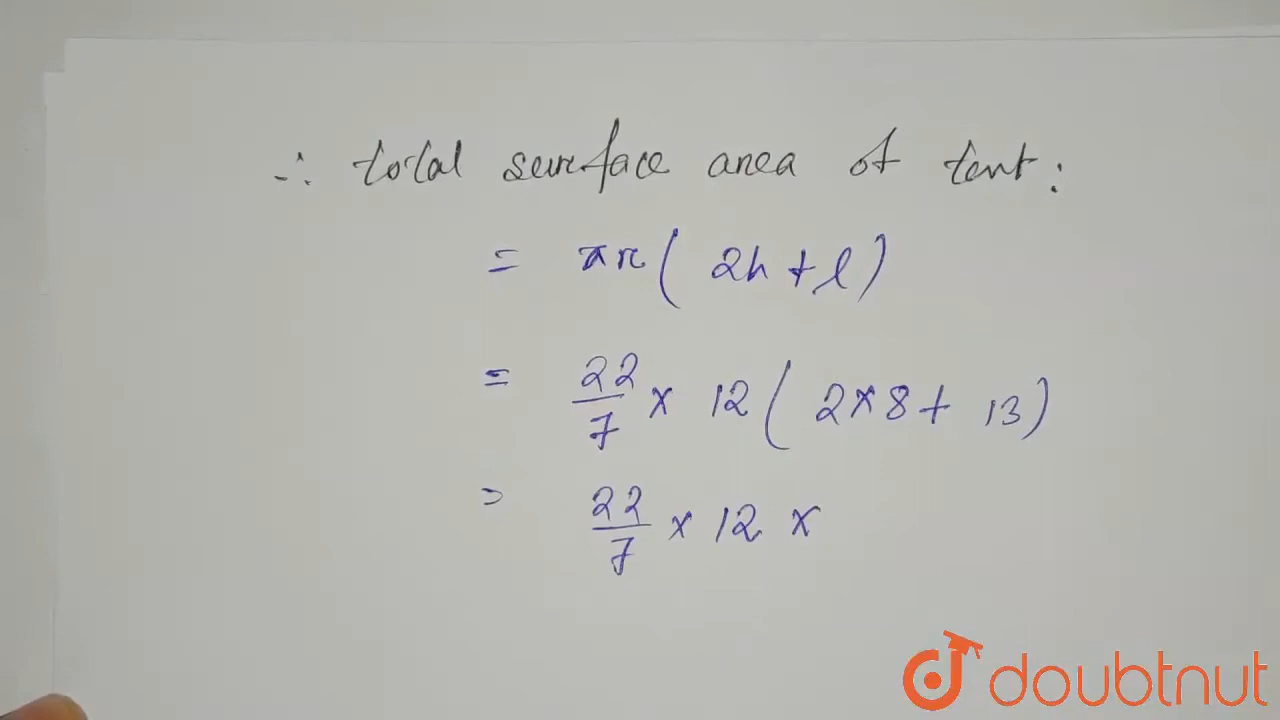 ∴ total surface area of tent:
= πr( 2h + l)
= 22/7 × 12( 2×8 + 13)
= 22/7 × 12 ×
doubtnut